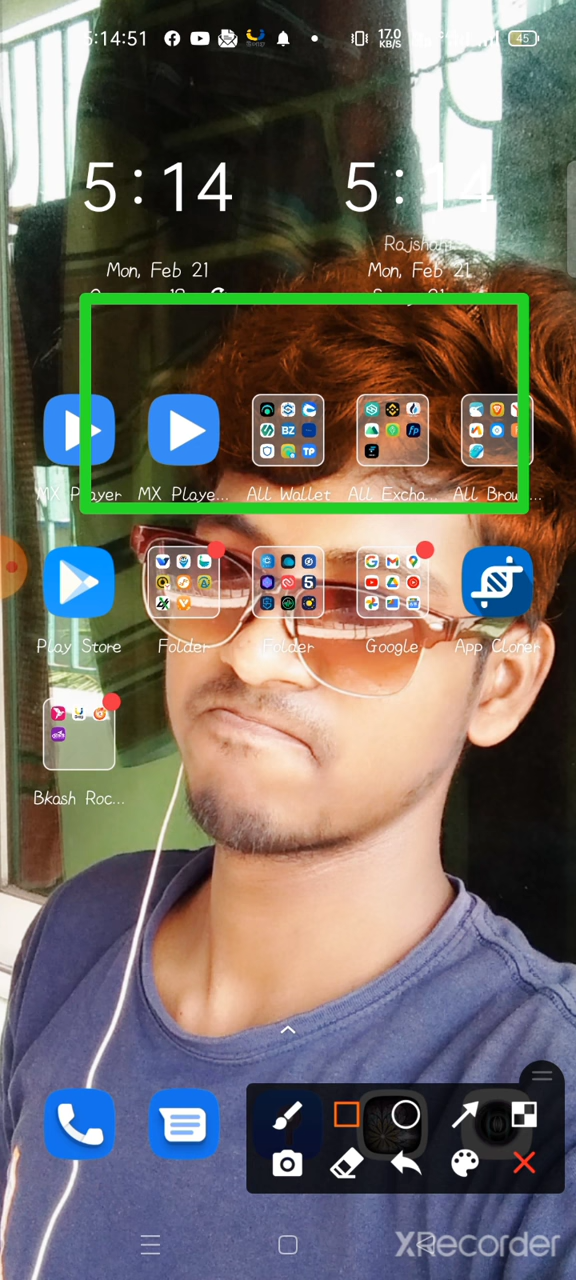 5:14:51 17.0 KB/S 45
5:14 5:14
Rajshahi
Mon, Feb 21 Mon, Feb 21
MX Player MX Playe... All Wallet All Excha... All Brow...
BZ fp TP
Play Store Folder Folder Google App Cloner
Bkash Roc...
XRecorder